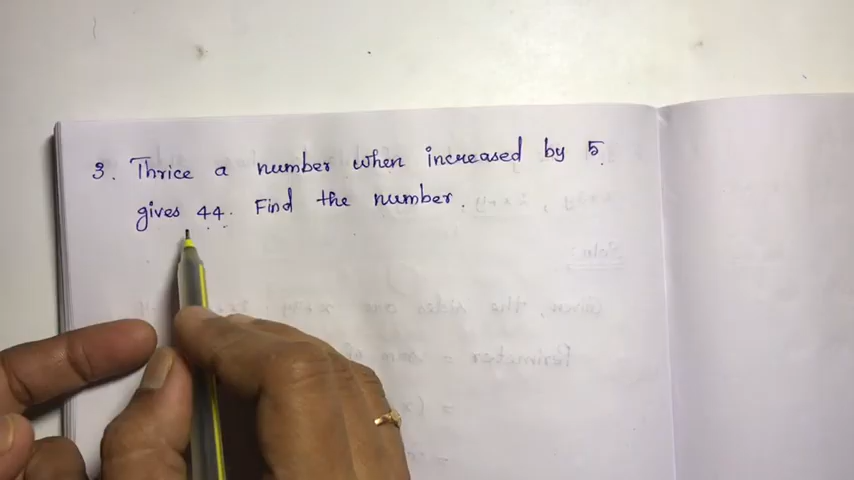 3. Thrice a number when increased by 5
gives 44. Find the number.